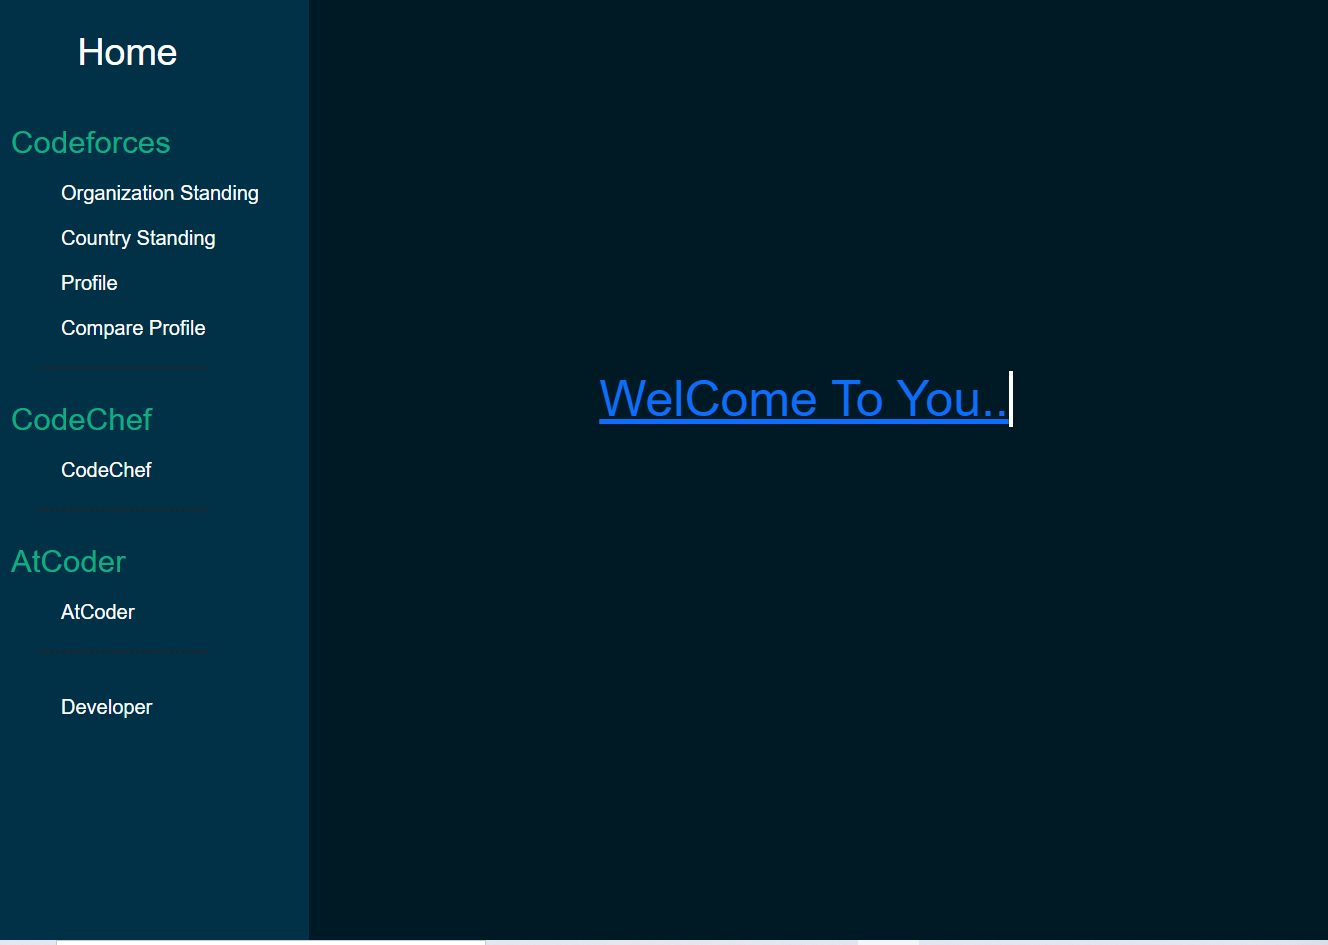 Home
Codeforces
Organization Standing
Country Standing
Profile
Compare Profile
CodeChef
CodeChef
AtCoder
AtCoder
Developer
WelCome To You..